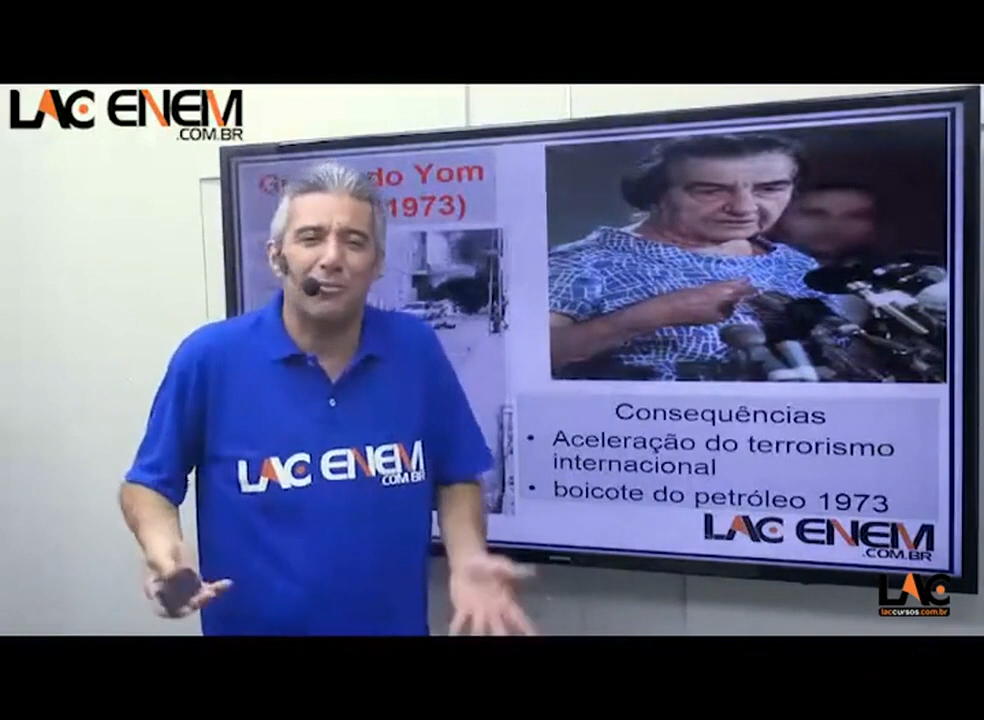 LAC ENEM
.COM.BR
do Yom
1973)
Consequências
• Aceleração do terrorismo
internacional
• boicote do petróleo 1973
LAC ENEM
.COM.BR
LAC ENEM
.COM.BR
LAC
laccursos.com.br